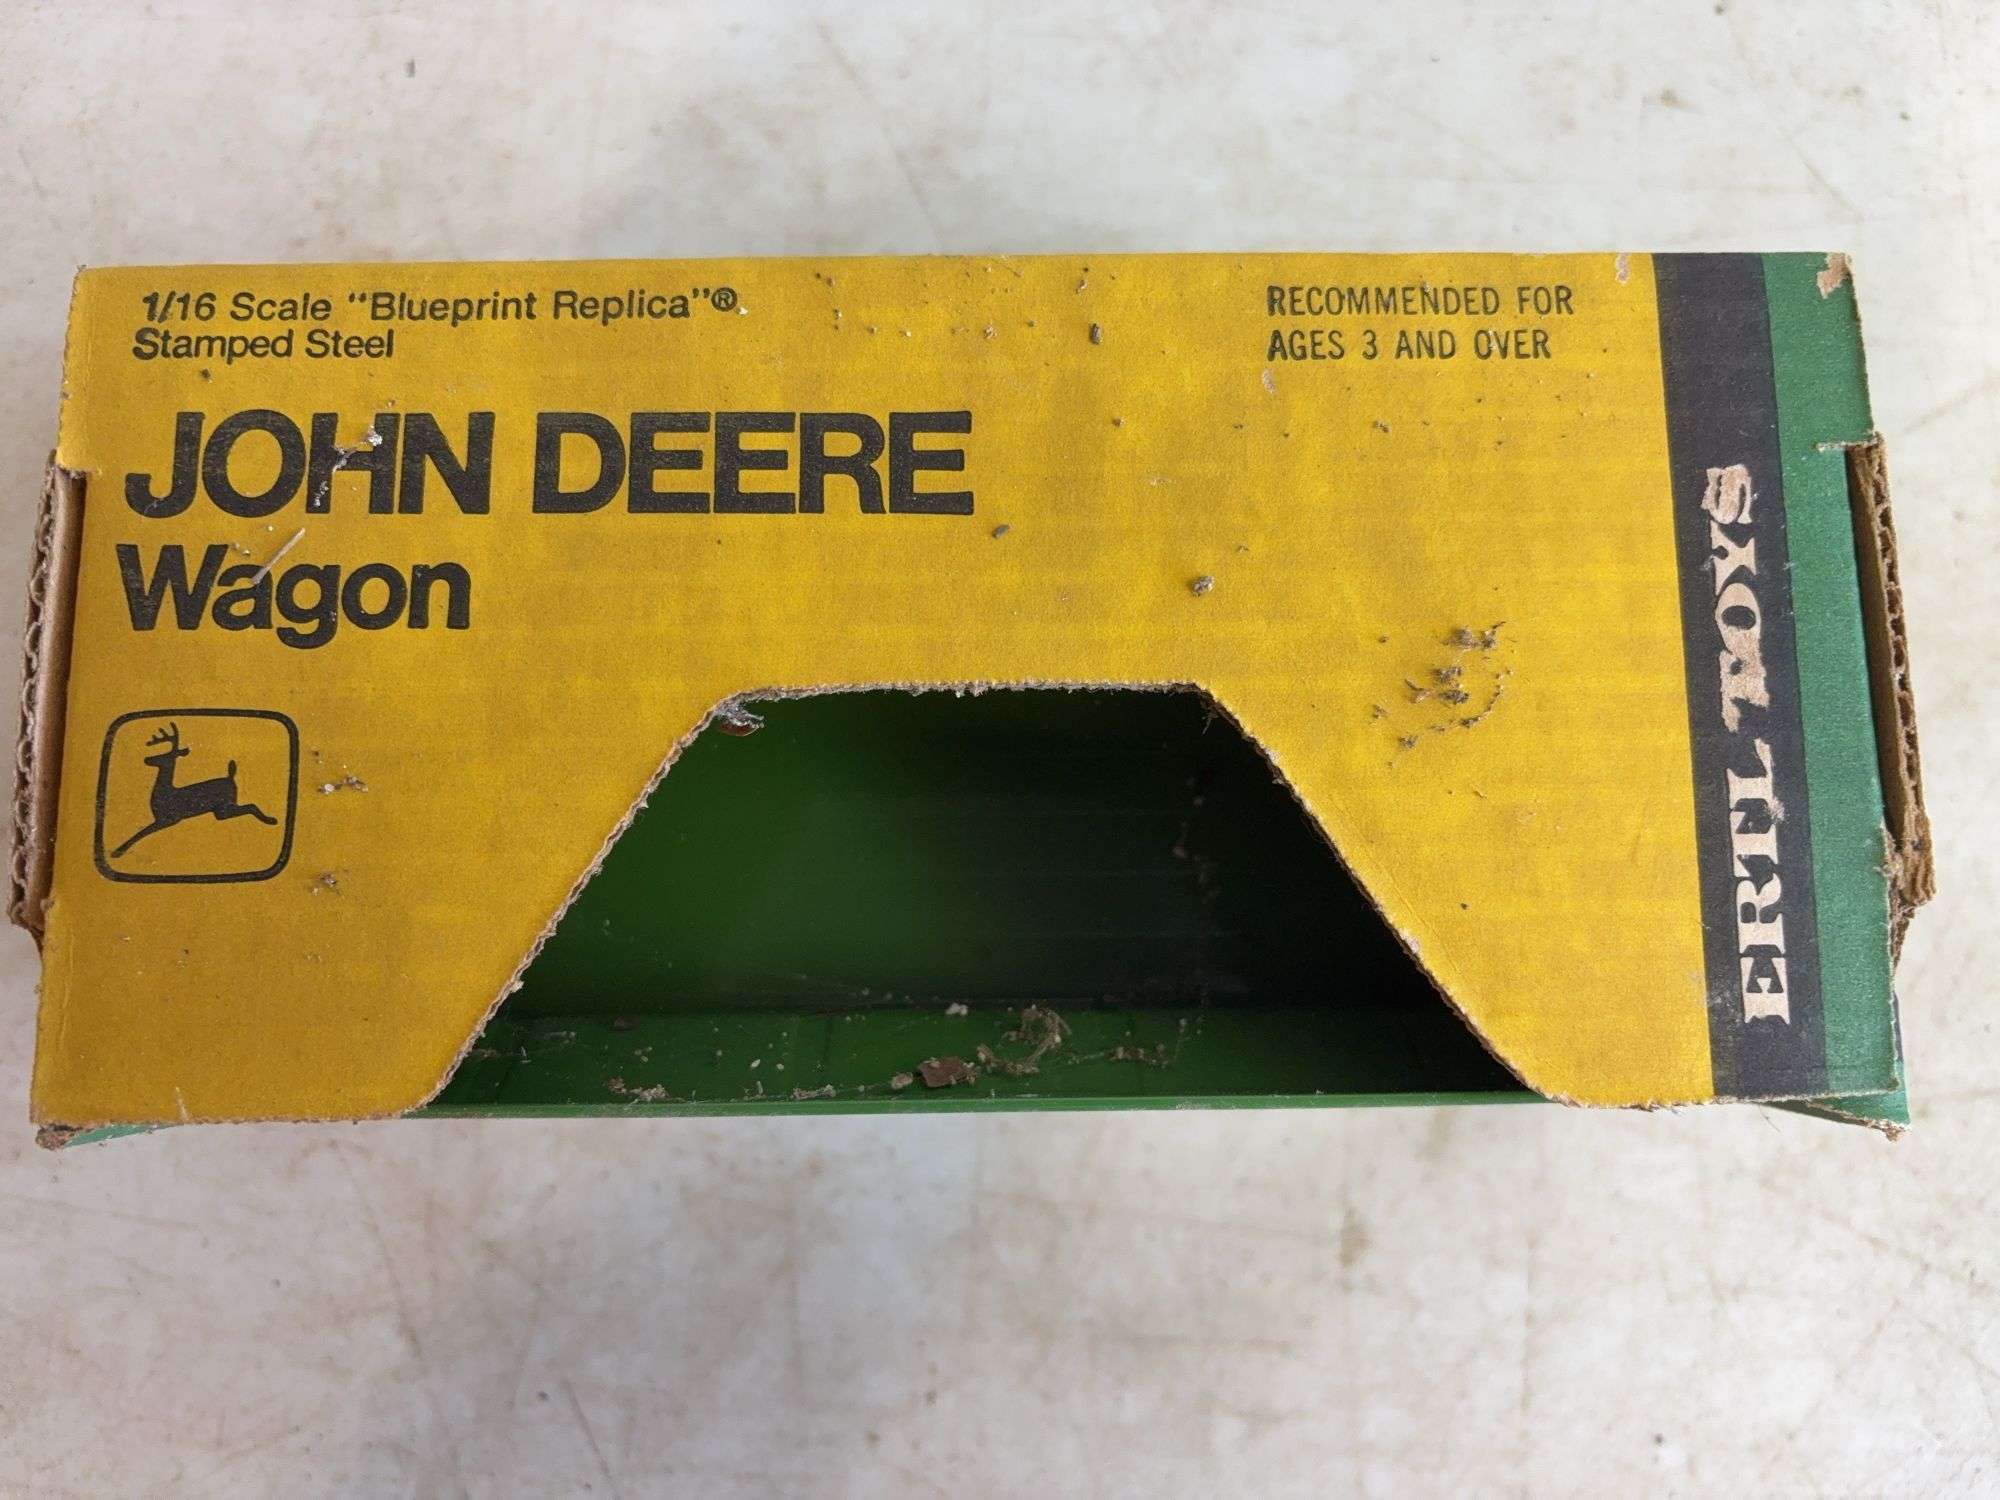 1/16 Scale "Blueprint Replica"®
Stamped Steel
RECOMMENDED FOR
AGES 3 AND OVER
JOHN DEERE
Wagon
ERTL TOYS